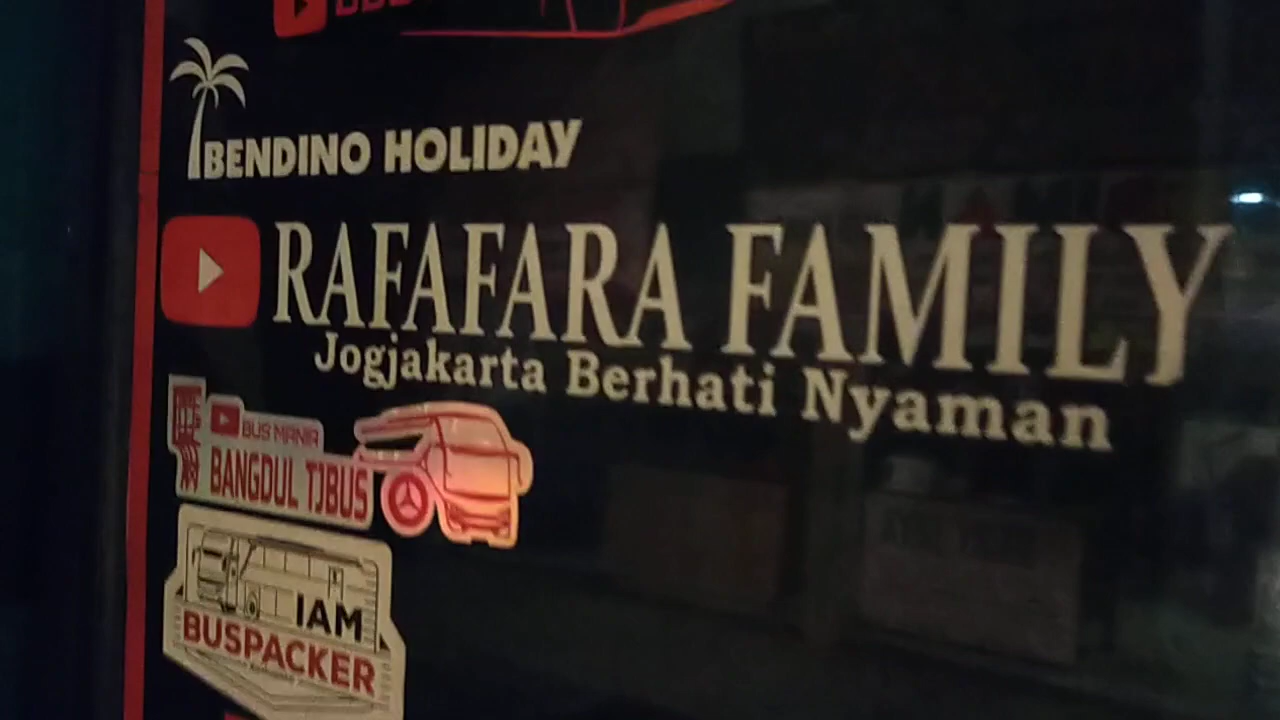 BENDINO HOLIDAY
RAFAFARA FAMILY
Jogjakarta Berhati Nyaman
BUS MANIA
BANGDUL TJBUS
IAM
BUSPACKER